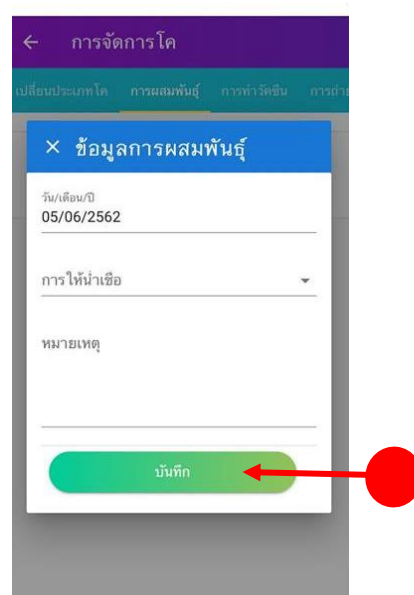 ← การจัดการโค
เปลี่ยนประเภทโค การผสมพันธุ์ การทำวัคซีน การถ่าย
× ข้อมูลการผสมพันธุ์
วัน/เดือน/ปี
05/06/2562
การให้น้ำเชื้อ
หมายเหตุ
บันทึก